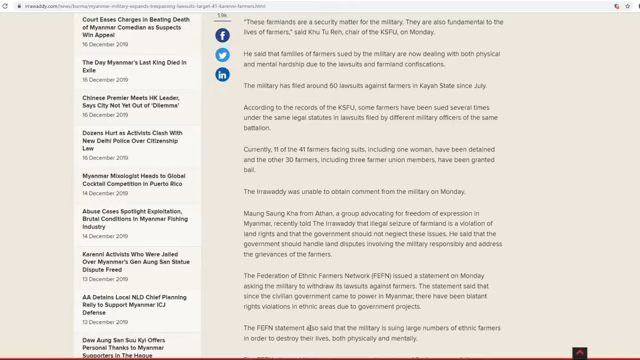 irrawaddy.com/news/burma/myanmar-military-expands-trespassing-lawsuits-target-41-karenni-farmers.html
Court Eases Charges in Beating Death
of Myanmar Comedian as Suspects
Win Appeal
16 December 2019
The Day Myanmar's Last King Died in
Exile
16 December 2019
Chinese Premier Meets HK Leader,
Says City Not Yet Out of 'Dilemma'
16 December 2019
Dozens Hurt as Activists Clash With
New Delhi Police Over Citizenship
Law
16 December 2019
Myanmar Mixologist Heads to Global
Cocktail Competition in Puerto Rico
14 December 2019
Abuse Cases Spotlight Exploitation,
Brutal Conditions in Myanmar Fishing
Industry
14 December 2019
Karenni Activists Who Were Jailed
Over Myanmar's Gen Aung San Statue
Dispute Freed
13 December 2019
AA Detains Local NLD Chief Planning
Rally to Support Myanmar ICJ
Defense
13 December 2019
Daw Aung San Suu Kyi Offers
Personal Thanks to Myanmar
Supporters in The Hague
1.9k
"These farmlands are a security matter for the military. They are also fundamental to the
lives of farmers," said Khu Tu Reh, chair of the KSFU, on Monday.
He said that families of farmers sued by the military are now dealing with both physical
and mental hardship due to the lawsuits and farmland confiscations.
The military has filed around 60 lawsuits against farmers in Kayah State since July.
According to the records of the KSFU, some farmers have been sued several times
under the same legal statutes in lawsuits filed by different military officers of the same
battalion.
Currently, 11 of the 41 farmers facing suits, including one woman, have been detained
and the other 30 farmers, including three farmer union members, have been granted
bail.
The Irrawaddy was unable to obtain comment from the military on Monday.
Maung Saung Kha from Athan, a group advocating for freedom of expression in
Myanmar, recently told The Irrawaddy that illegal seizure of farmland is a violation of
land rights and that the government should not neglect these issues. He said that the
government should handle land disputes involving the military responsibly and address
the grievances of the farmers.
The Federation of Ethnic Farmers Network (FEFN) issued a statement on Monday
asking the military to withdraw its lawsuits against farmers. The statement said that
since the civilian government came to power in Myanmar, there have been blatant
rights violations in ethnic areas due to government projects.
The FEFN statement also said that the military is suing large numbers of ethnic farmers
in order to destroy their lives, both physically and mentally.